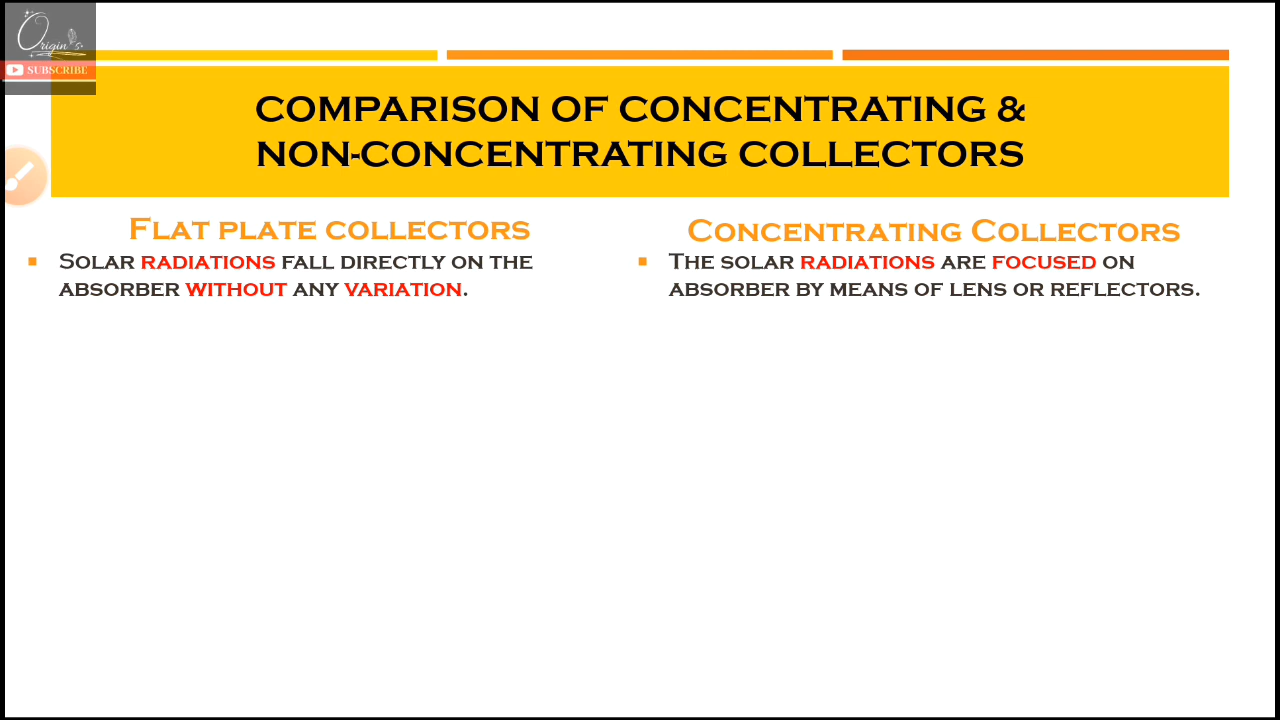 Origin's
SUBSCRIBE
COMPARISON OF CONCENTRATING &
NON-CONCENTRATING COLLECTORS
FLAT PLATE COLLECTORS
SOLAR RADIATIONS FALL DIRECTLY ON THE
ABSORBER WITHOUT ANY VARIATION.
CONCENTRATING COLLECTORS
THE SOLAR RADIATIONS ARE FOCUSED ON
ABSORBER BY MEANS OF LENS OR REFLECTORS.